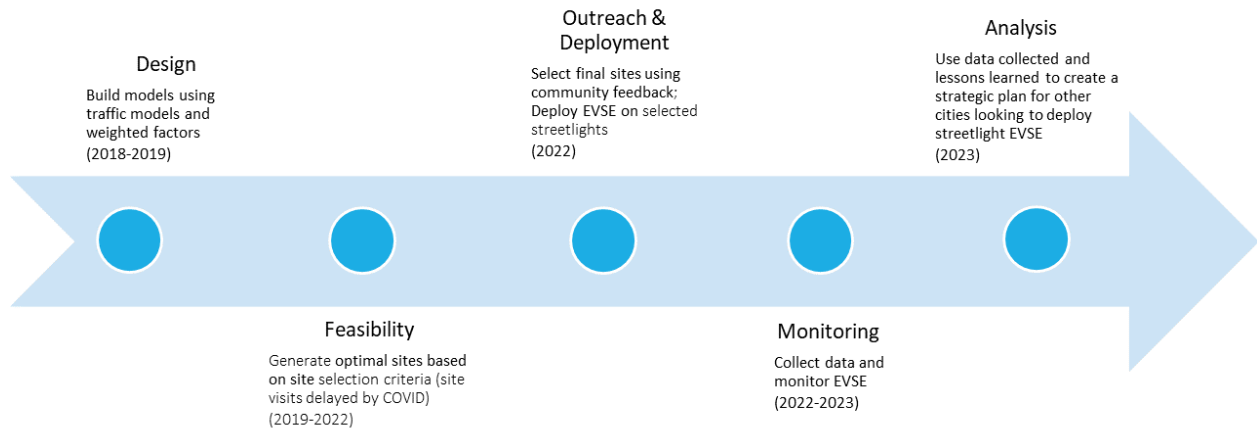 Design
Build models using
traffic models and
weighted factors
(2018-2019)
Feasibility
Generate optimal sites based
on site selection criteria (site
visits delayed by COVID)
(2019-2022)
Outreach &
Deployment
Select final sites using
community feedback;
Deploy EVSE on selected
streetlights
(2022)
Monitoring
Collect data and
monitor EVSE
(2022-2023)
Analysis
Use data collected and
lessons learned to create a
strategic plan for other
cities looking to deploy
streetlight EVSE
(2023)